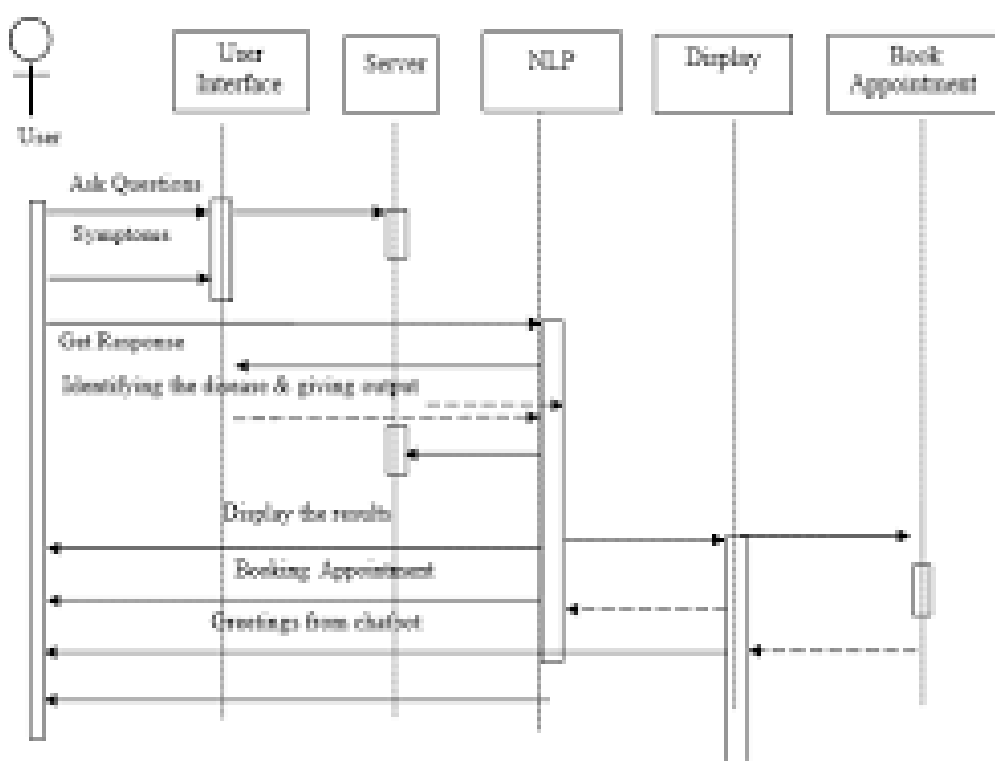 User
Interface
Server
NLP
Display
Book
Appointment
User
Ask Questions
Symptoms
Get Response
Identifying the disease & giving output
Display the results
Booking Appointment
Greetings from chatbot